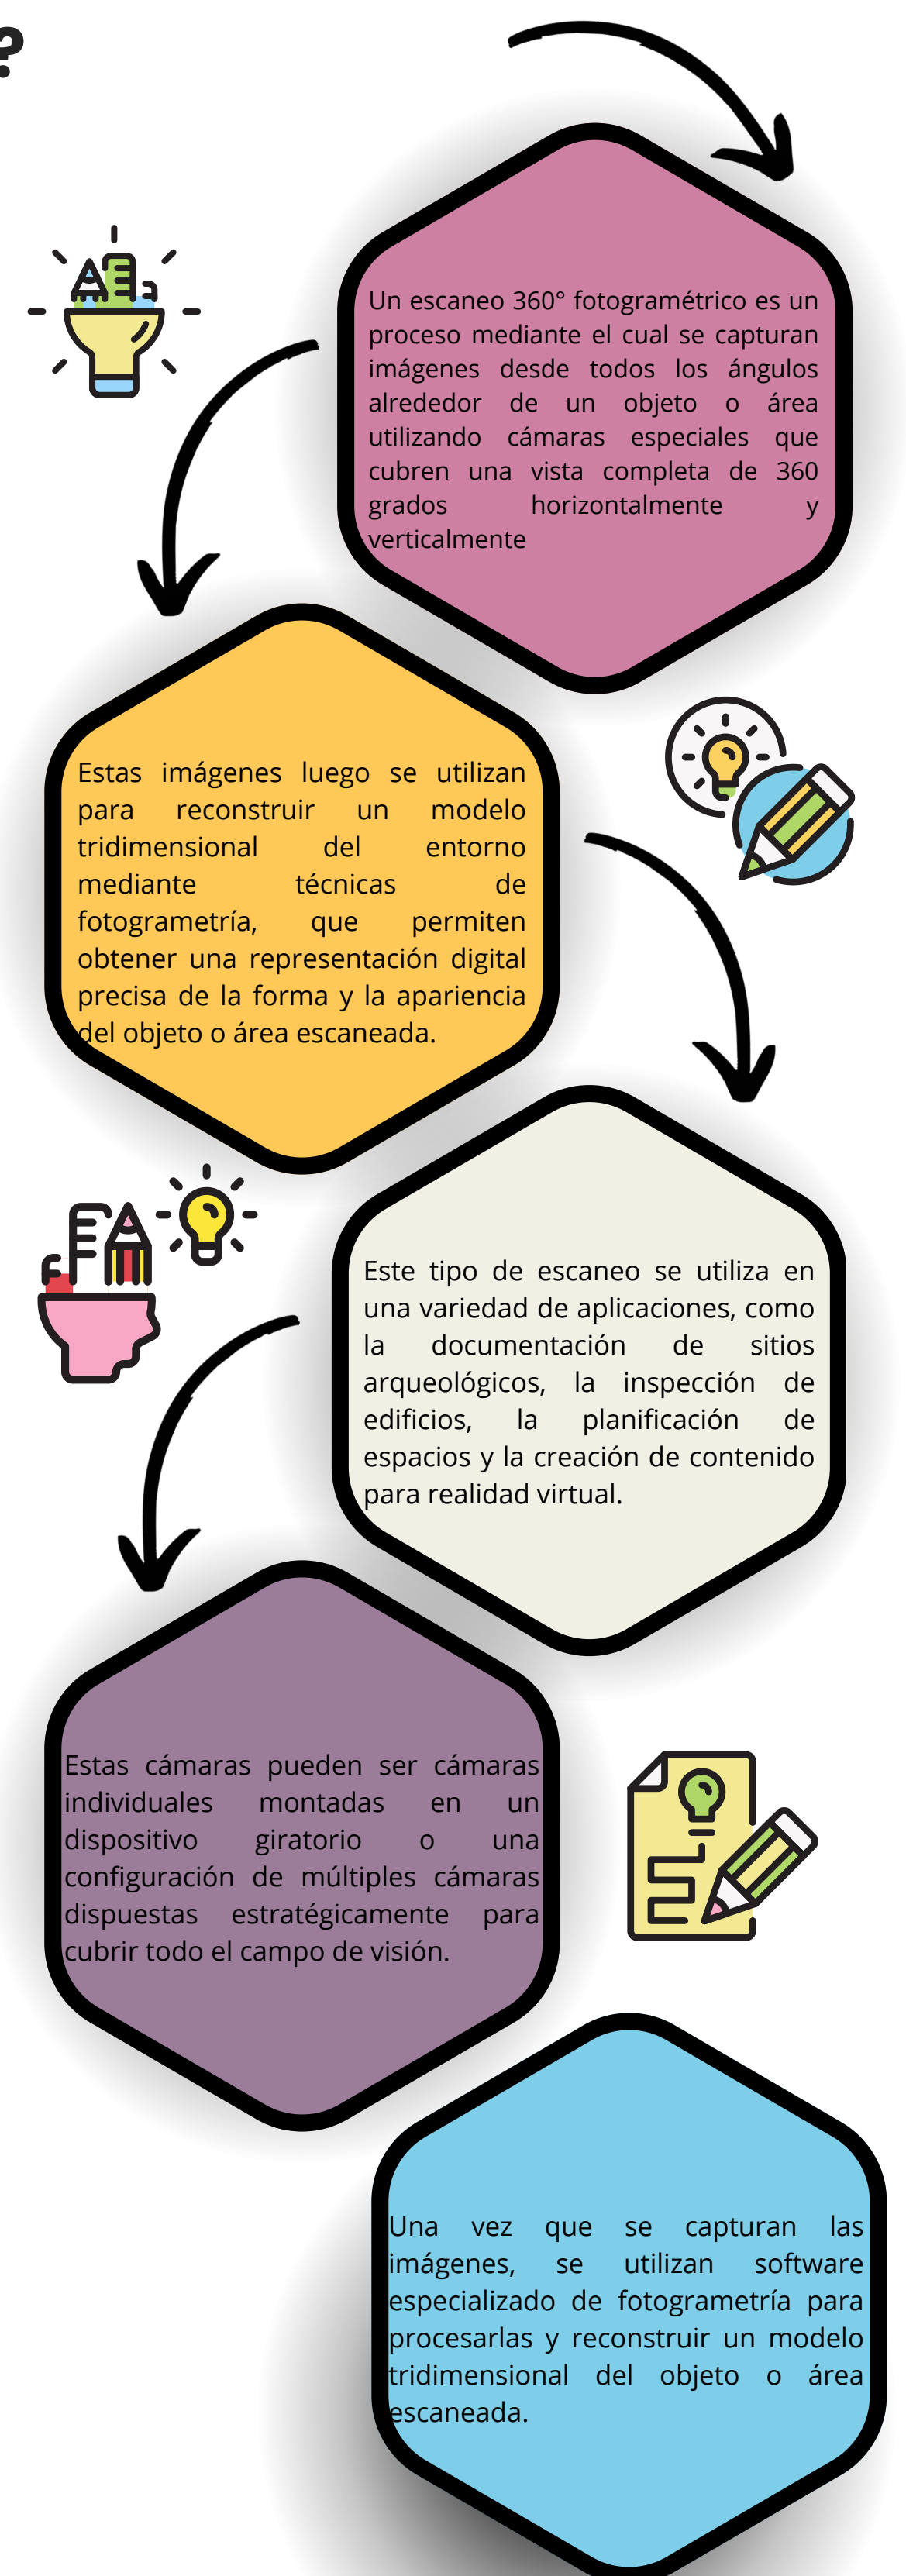 ?
Un escaneo 360° fotogramétrico es un
proceso mediante el cual se capturan
imágenes desde todos los ángulos
alrededor de un objeto o área
utilizando cámaras especiales que
cubren una vista completa de 360
grados horizontalmente y
verticalmente
Estas imágenes luego se utilizan
para reconstruir un modelo
tridimensional del entorno
mediante técnicas de
fotogrametría, que permiten
obtener una representación digital
precisa de la forma y la apariencia
del objeto o área escaneada.
Este tipo de escaneo se utiliza en
una variedad de aplicaciones, como
la documentación de sitios
arqueológicos, la inspección de
edificios, la planificación de
espacios y la creación de contenido
para realidad virtual.
Estas cámaras pueden ser cámaras
individuales montadas en un
dispositivo giratorio o una
configuración de múltiples cámaras
dispuestas estratégicamente para
cubrir todo el campo de visión.
Una vez que se capturan las
imágenes, se utilizan software
especializado de fotogrametría para
procesarlas y reconstruir un modelo
tridimensional del objeto o área
escaneada.